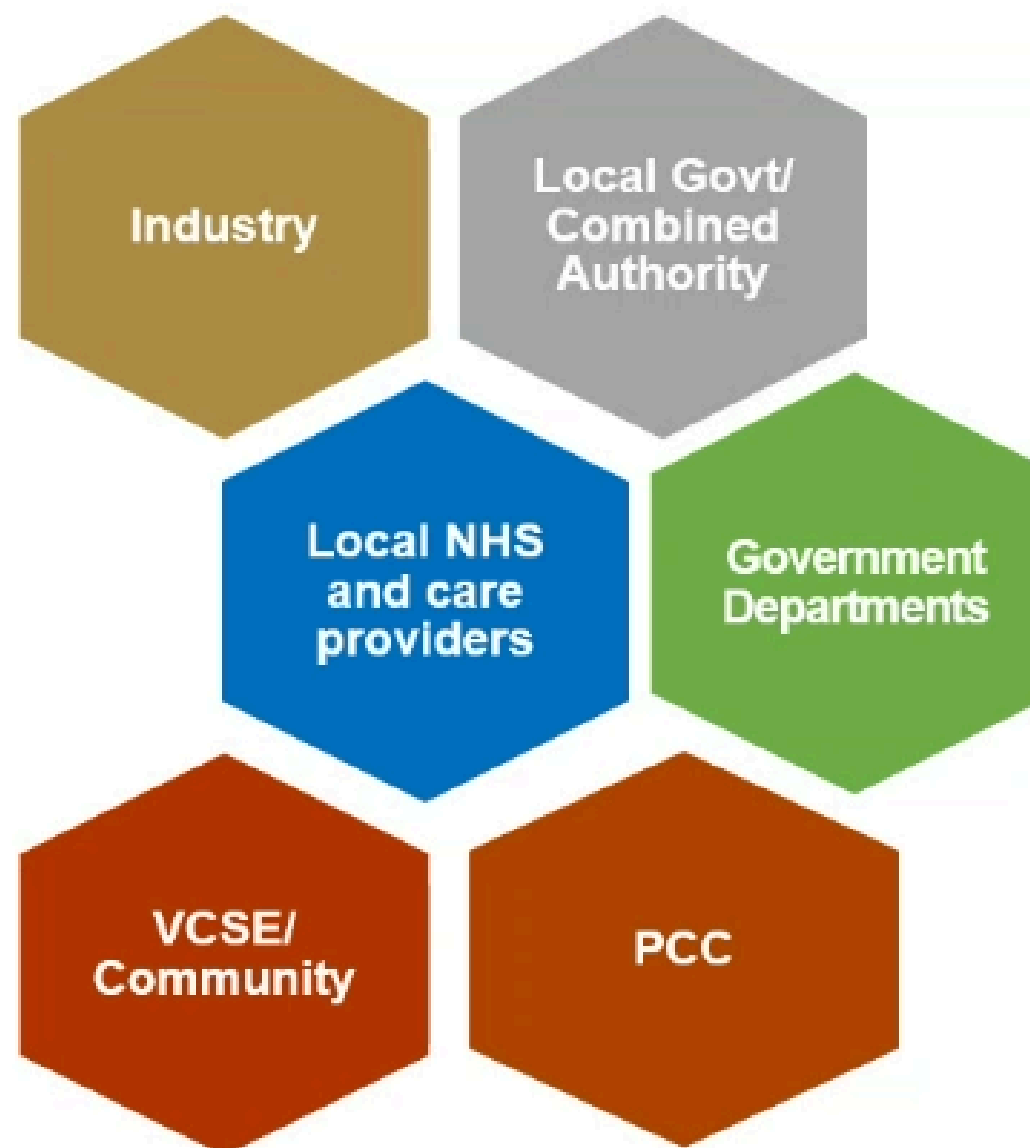 Industry
Local Govt/
Combined
Authority
Local NHS
and care
providers
Government
Departments
VCSE/
Community
PCC